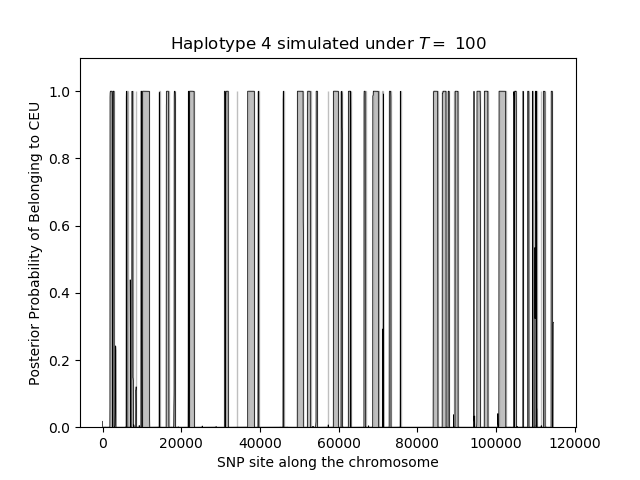 Haplotype 4 simulated under T = 100
Posterior Probability of Belonging to CEU
1.0
0.8
0.6
0.4
0.2
0.0
0 20000 40000 60000 80000 100000 120000
SNP site along the chromosome